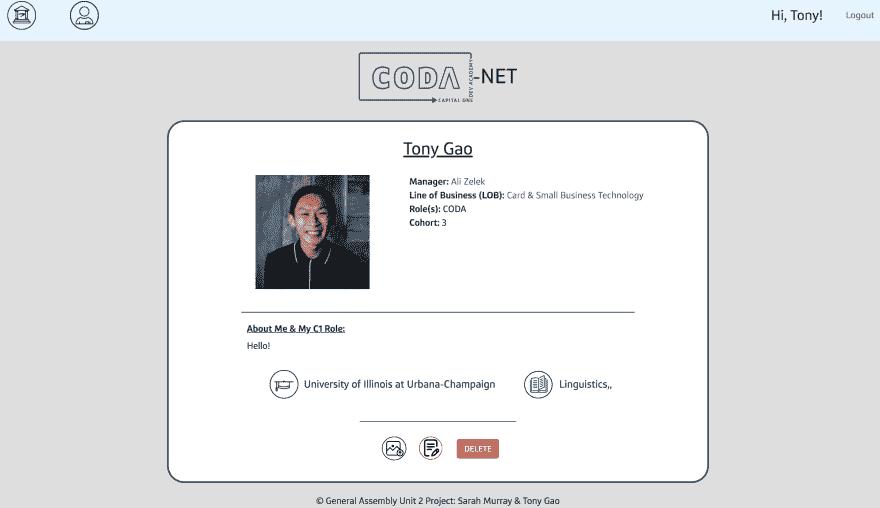 Hi, Tony! Logout
CODA -NET
DEV ACADEMY
CAPITAL ONE
Tony Gao
Manager: Ali Zelek
Line of Business (LOB): Card & Small Business Technology
Role(s): CODA
Cohort: 3
About Me & My C1 Role:
Hello!
University of Illinois at Urbana-Champaign Linguistics,,
DELETE
© General Assembly Unit 2 Project: Sarah Murray & Tony Gao